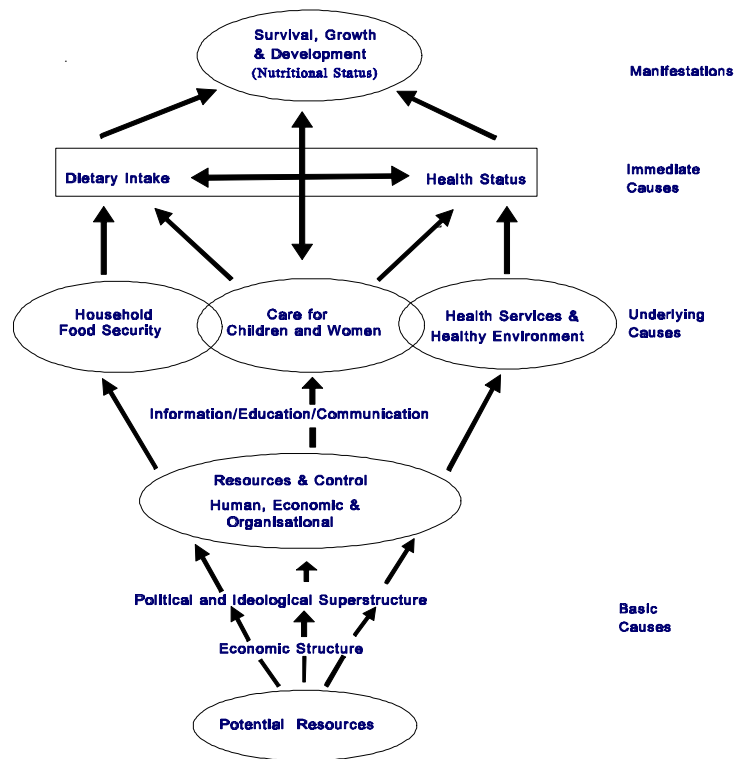 Survival, Growth
& Development
(Nutritional Status)
Manifestations
Dietary Intake
Health Status
Immediate
Causes
Household
Food Security
Care for
Children and Women
Health Services &
Healthy Environment
Underlying
Causes
Information/Education/Communication
Resources & Control
Human, Economic &
Organisational
Political and Ideological Superstructure
Basic
Causes
Economic Structure
Potential Resources